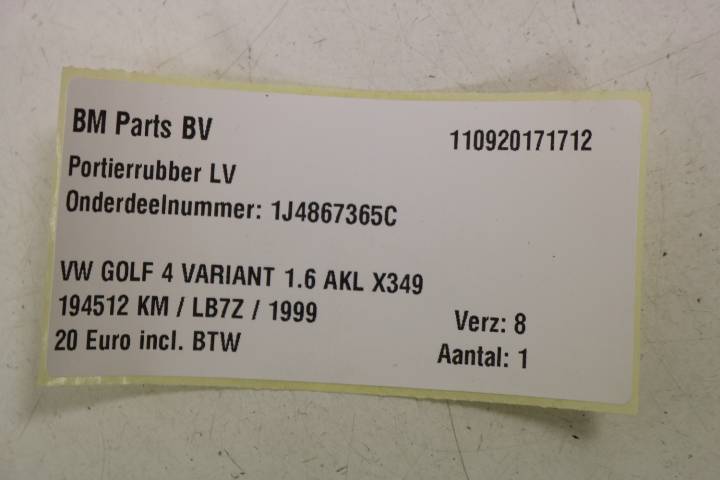 BM Parts BV 110920171712
Portierrubber LV
Onderdeelnummer: 1J4867365C
VW GOLF 4 VARIANT 1.6 AKL X349
194512 KM / LB7Z / 1999 Verz: 8
20 Euro incl. BTW Aantal: 1